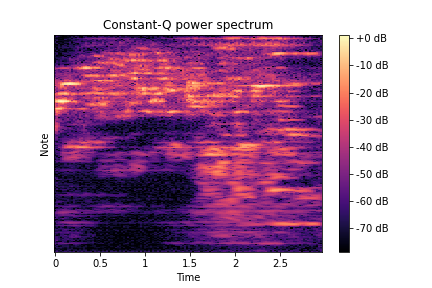 Constant-Q power spectrum
+0 dB
-10 dB
-20 dB
-30 dB
-40 dB
-50 dB
-60 dB
-70 dB
Note
0
0.5
1
1.5
2
2.5
Time